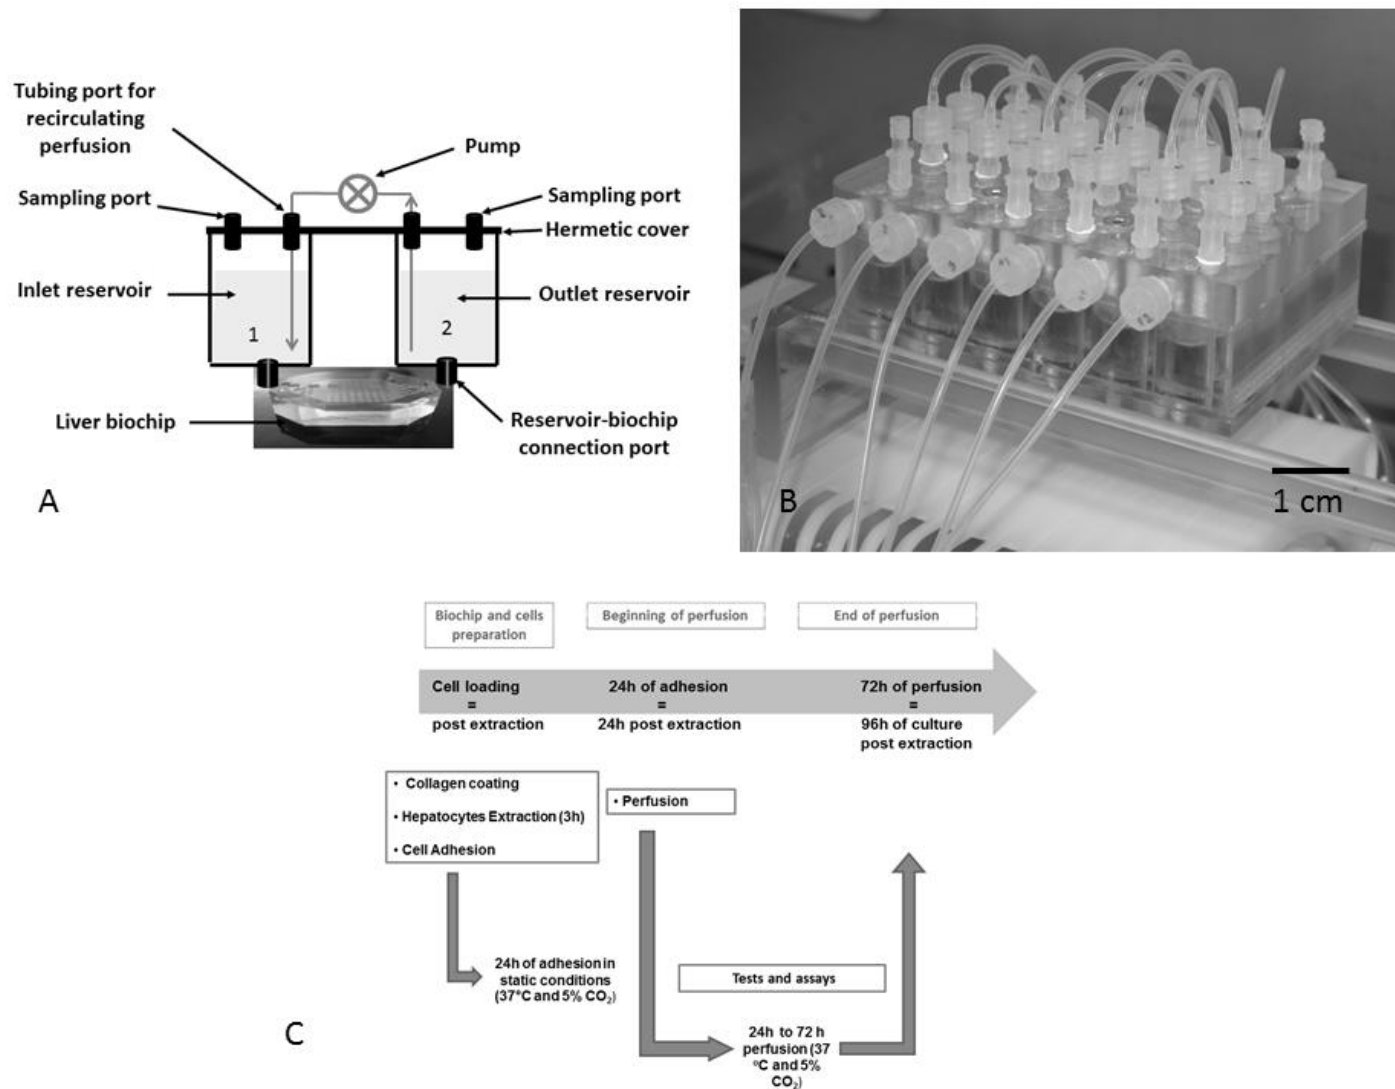 Tubing port for
recirculating
perfusion
Pump
Sampling port
Sampling port
Hermetic cover
Inlet reservoir
Outlet reservoir
1
2
Liver biochip
Reservoir-biochip
connection port
A
B
1 cm
Biochip and cells
preparation
Beginning of perfusion
End of perfusion
Cell loading
=
post extraction
24h of adhesion
=
24h post extraction
72h of perfusion
=
96h of culture
post extraction
• Collagen coating
• Hepatocytes Extraction (3h)
• Cell Adhesion
• Perfusion
24h of adhesion in
static conditions
(37°C and 5% CO₂)
Tests and assays
24h to 72 h
perfusion (37
°C and 5%
CO₂)
C